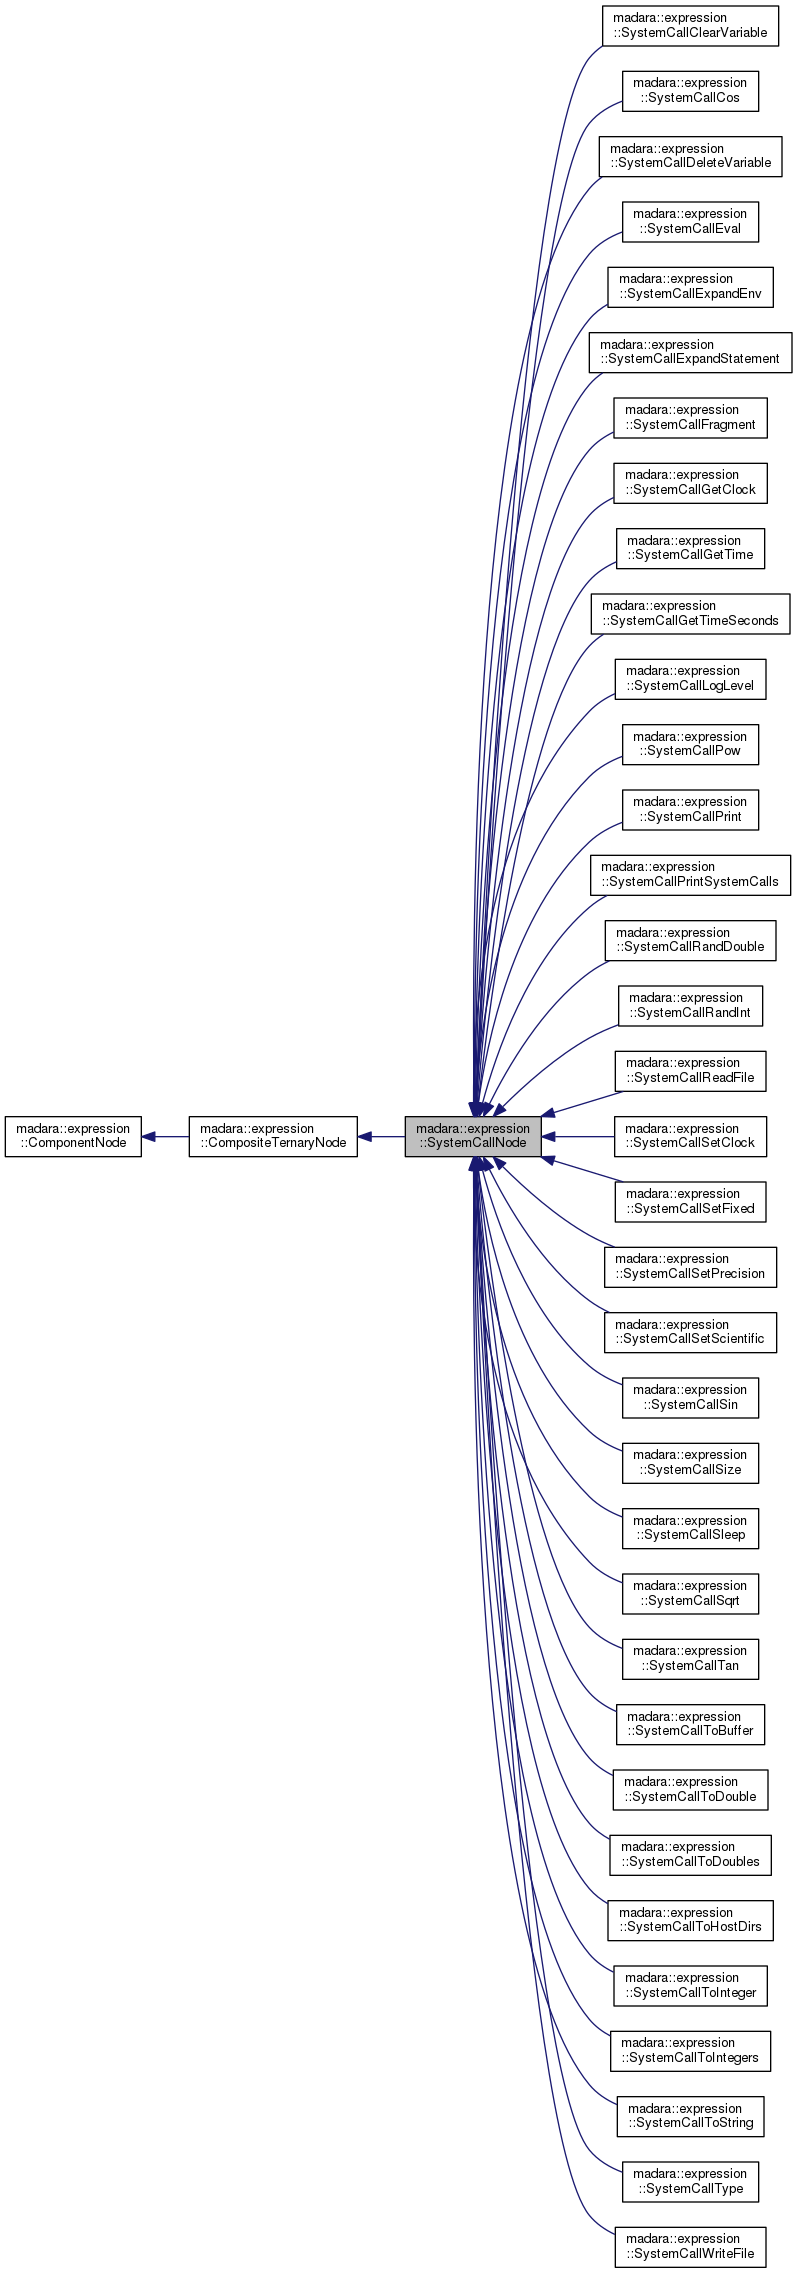 madara::expression
::SystemCallClearVariable
madara::expression
::SystemCallCos
madara::expression
::SystemCallDeleteVariable
madara::expression
::SystemCallEval
madara::expression
::SystemCallExpandEnv
madara::expression
::SystemCallExpandStatement
madara::expression
::SystemCallFragment
madara::expression
::SystemCallGetClock
madara::expression
::SystemCallGetTime
madara::expression
::SystemCallGetTimeSeconds
madara::expression
::SystemCallLogLevel
madara::expression
::SystemCallPow
madara::expression
::SystemCallPrint
madara::expression
::SystemCallPrintSystemCalls
madara::expression
::SystemCallRandDouble
madara::expression
::SystemCallRandInt
madara::expression
::SystemCallReadFile
madara::expression
::ComponentNode
madara::expression
::CompositeTernaryNode
madara::expression
::SystemCallNode
madara::expression
::SystemCallSetClock
madara::expression
::SystemCallSetFixed
madara::expression
::SystemCallSetPrecision
madara::expression
::SystemCallSetScientific
madara::expression
::SystemCallSin
madara::expression
::SystemCallSize
madara::expression
::SystemCallSleep
madara::expression
::SystemCallSqrt
madara::expression
::SystemCallTan
madara::expression
::SystemCallToBuffer
madara::expression
::SystemCallToDouble
madara::expression
::SystemCallToDoubles
madara::expression
::SystemCallToHostDirs
madara::expression
::SystemCallToInteger
madara::expression
::SystemCallToIntegers
madara::expression
::SystemCallToString
madara::expression
::SystemCallType
madara::expression
::SystemCallWriteFile